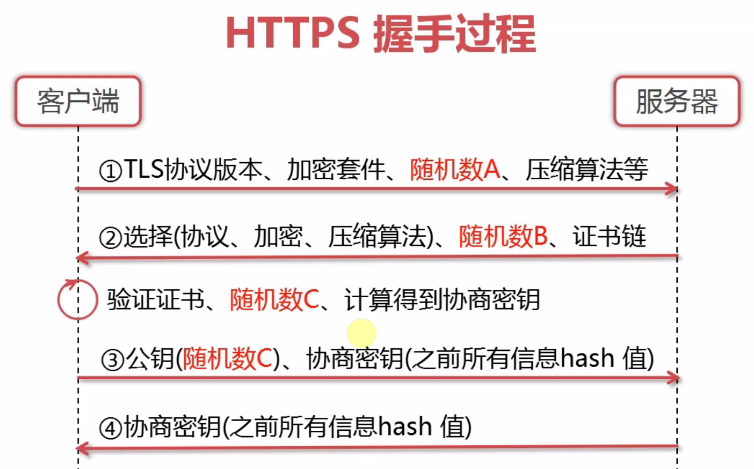 HTTPS 握手过程
客户端
服务器
①TLS协议版本、加密套件、随机数A、压缩算法等
②选择(协议、加密、压缩算法)、随机数B、证书链
验证证书、随机数C、计算得到协商密钥
③公钥(随机数C)、协商密钥(之前所有信息hash 值)
④协商密钥(之前所有信息hash 值)